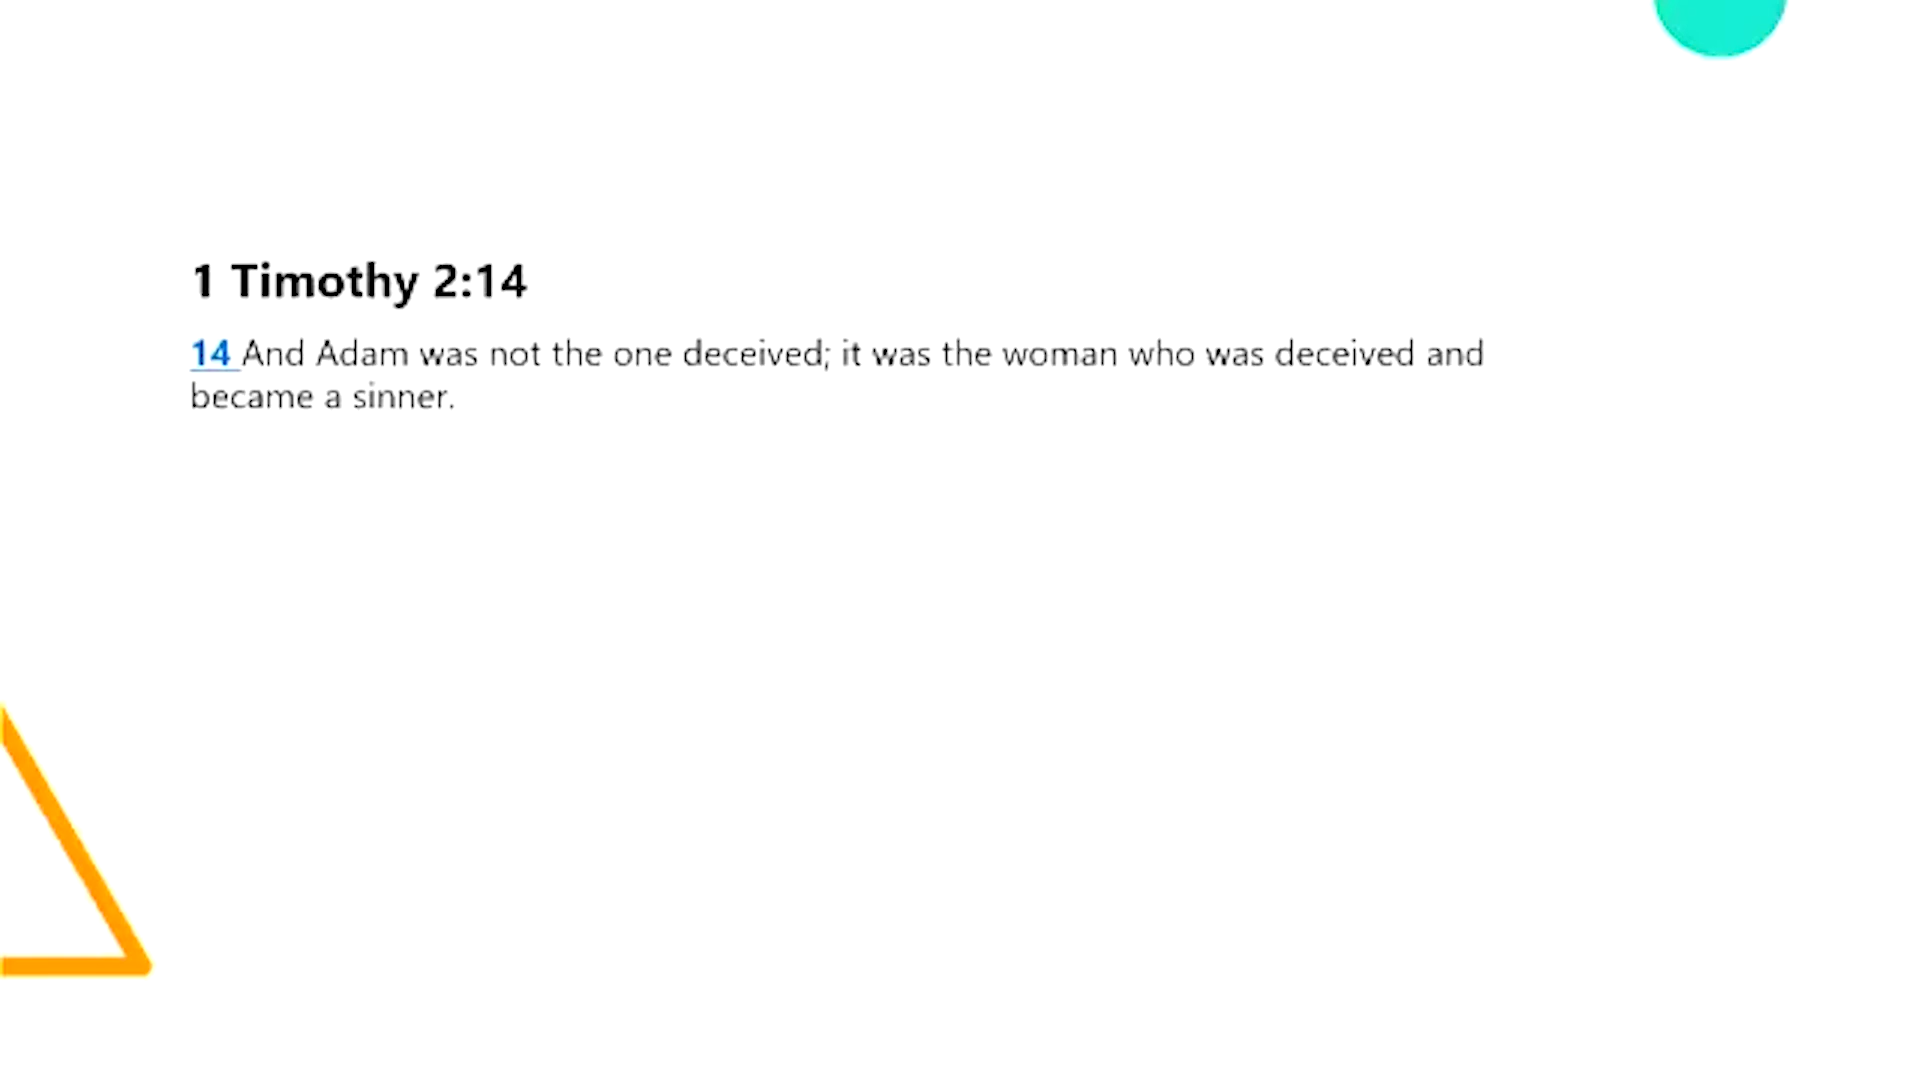 1 Timothy 2:14
14 And Adam was not the one deceived; it was the woman who was deceived and
became a sinner.